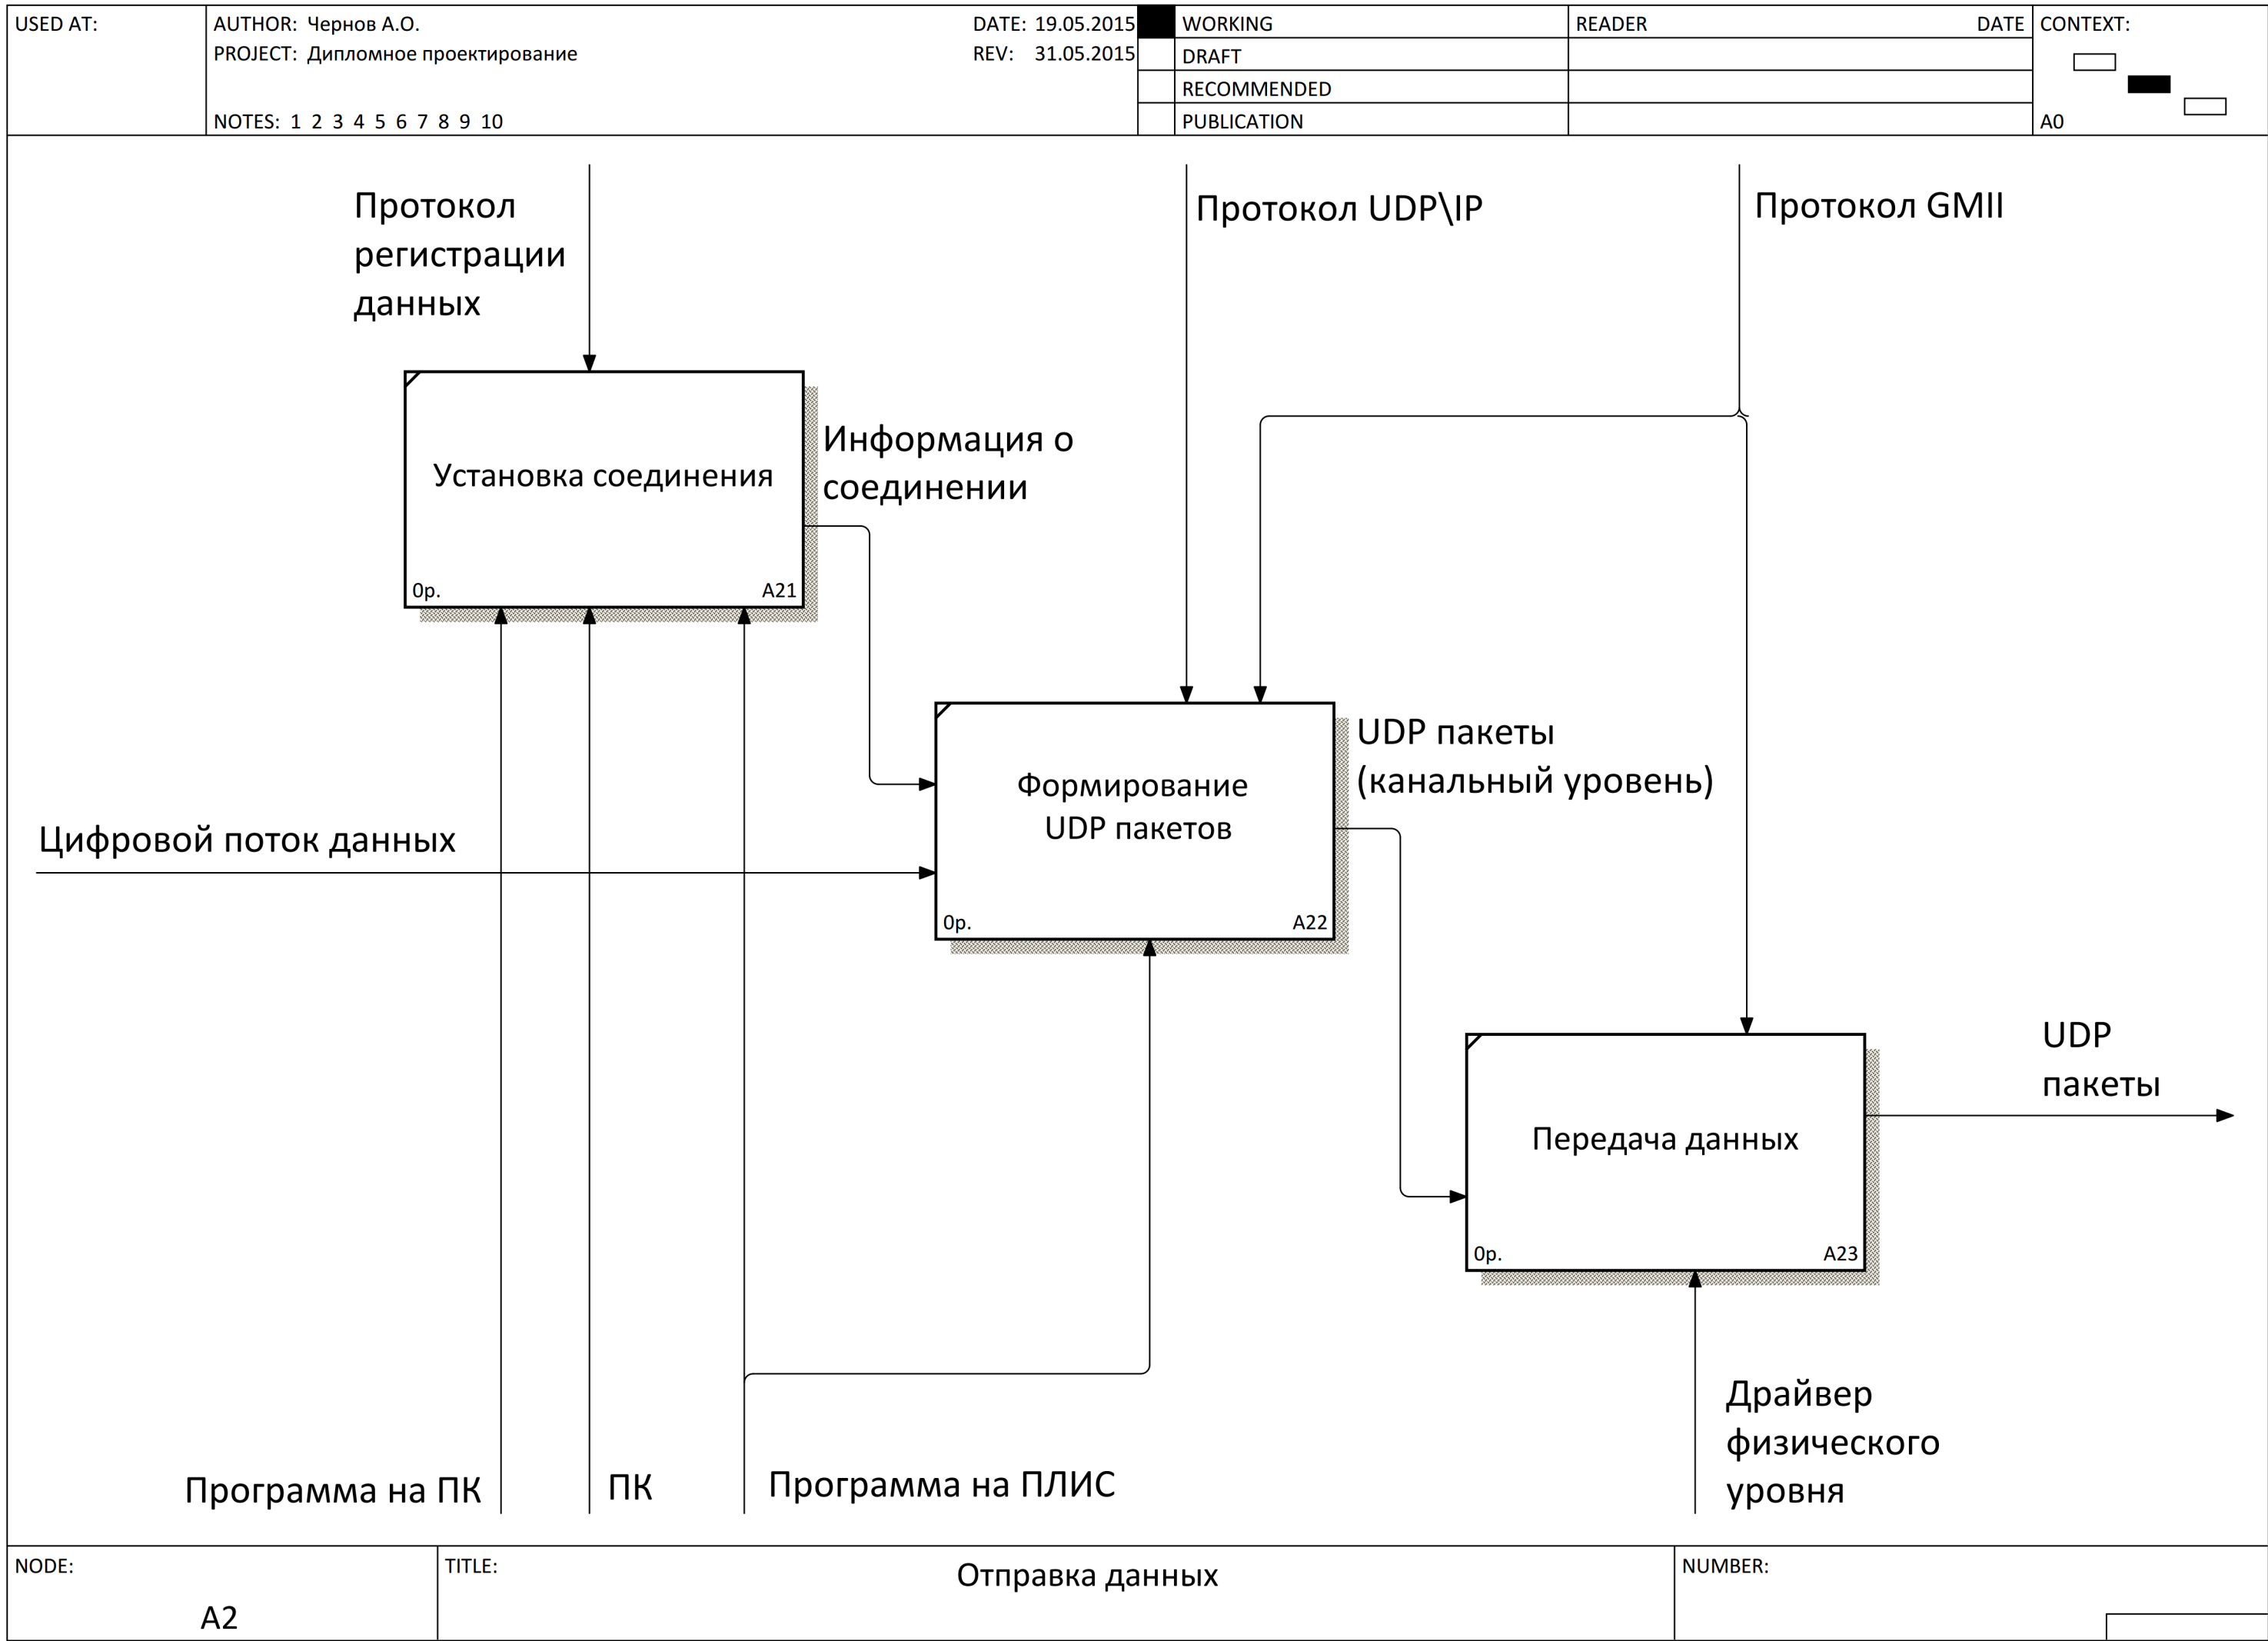 USED AT:
AUTHOR: Чернов А.О.
DATE: 19.05.2015
PROJECT: Дипломное проектирование
REV: 31.05.2015
NOTES: 1 2 3 4 5 6 7 8 9 10
WORKING
DRAFT
RECOMMENDED
PUBLICATION
READER
DATE
CONTEXT:
A0
Протокол
регистрации
данных
Протокол UDP\IP
Протокол GMII
Установка соединения
0р.
A21
Информация о
соединении
Формирование
UDP пакетов
0р.
A22
UDP пакеты
(канальный уровень)
Цифровой поток данных
Передача данных
0р.
A23
UDP
пакеты
Драйвер
физического
уровня
Программа на ПК
ПК
Программа на ПЛИС
NODE:
A2
TITLE:
Отправка данных
NUMBER: